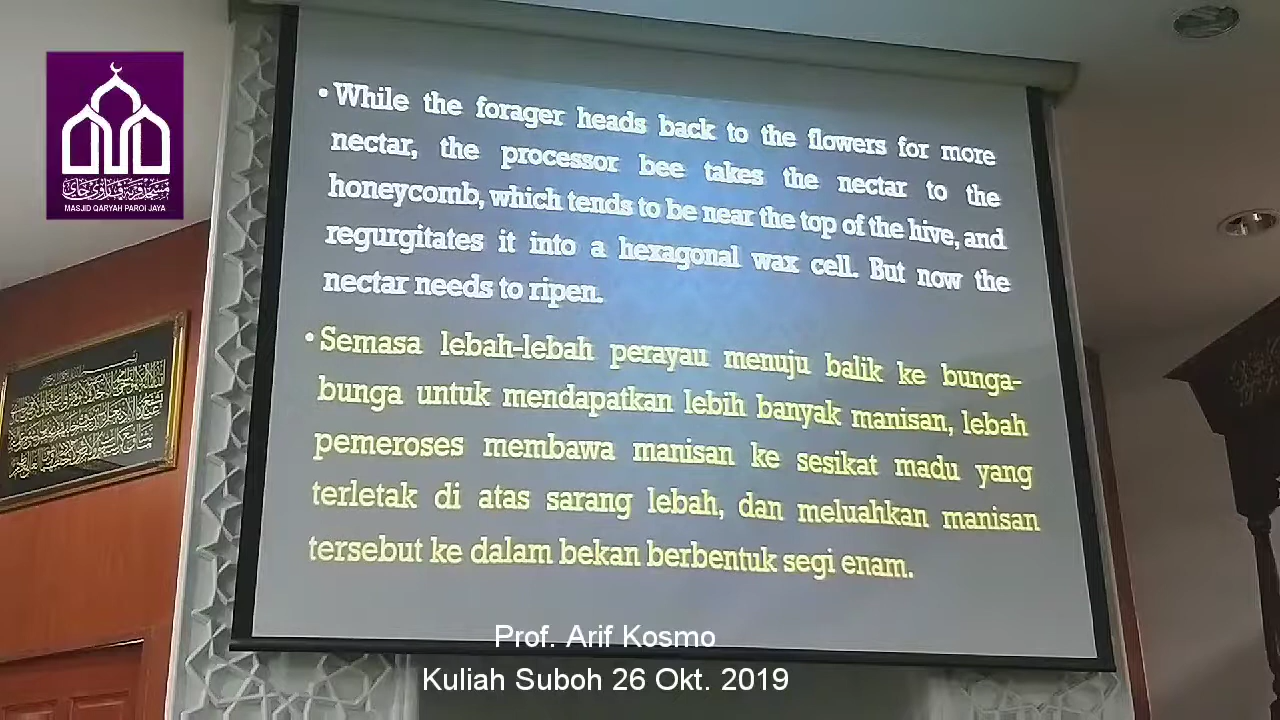 مسجد قرية فاروي جاي
MASJID QARYAH PAROI JAYA
• While the forager heads back to the flowers for more
nectar, the processor bee takes the nectar to the
honeycomb, which tends to be near the top of the hive, and
regurgitates it into a hexagonal wax cell. But now the
nectar needs to ripen.
• Semasa lebah-lebah perayau menuju balik ke bunga-
bunga untuk mendapatkan lebih banyak manisan, lebah
pemeroses membawa manisan ke sesikat madu yang
terletak di atas sarang lebah, dan meluahkan manisan
tersebut ke dalam bekan berbentuk segi enam.
Prof. Arif Kosmo
Kuliah Suboh 26 Okt. 2019